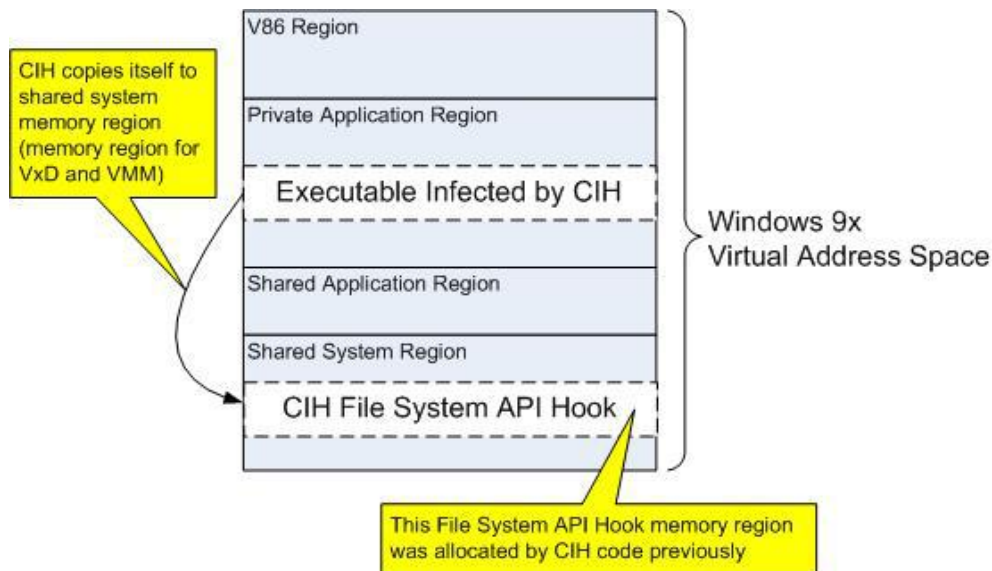 V86 Region
CIH copies itself to
shared system
memory region
(memory region for
VxD and VMM)
Private Application Region
Executable Infected by CIH
Windows 9x
Virtual Address Space
Shared Application Region
Shared System Region
CIH File System API Hook
This File System API Hook memory region
was allocated by CIH code previously